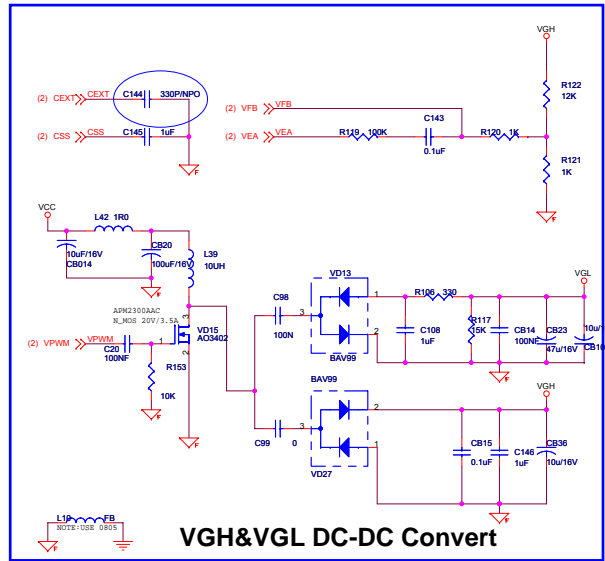 VGH
(2) CEXT CEXT C144 330P/NPO
R122
12K
(2) VFB VFB
C143
(2) CSS CSS C145 1uF
(2) VEA VEA R119 100K
0.1uF
R120 1K
R121
1K
F
F
VCC
L42 1R0
10uF/16V
CB014
CB20
100uF/16V
L39
10UH
F
APM2300AAC
N_MOS 20V/3.5A
3
VD15
AO3402
(2) VPWM VPWM
C20
100NF
1
2
R153
10K
F
F
C98
100N
3
VD13
1
2
BAV99
R106 330
VGL
C108
1uF
R117
15K
CB14
100NF
CB23
47u/16V
10u/
CB10
F
BAV99
C99 0
3
2
1
VD27
VGH
CB15
0.1uF
C146
1uF
CB36
10u/16V
F
L10 FB
NOTE:USE 0805
F
VGH&VGL DC-DC Convert